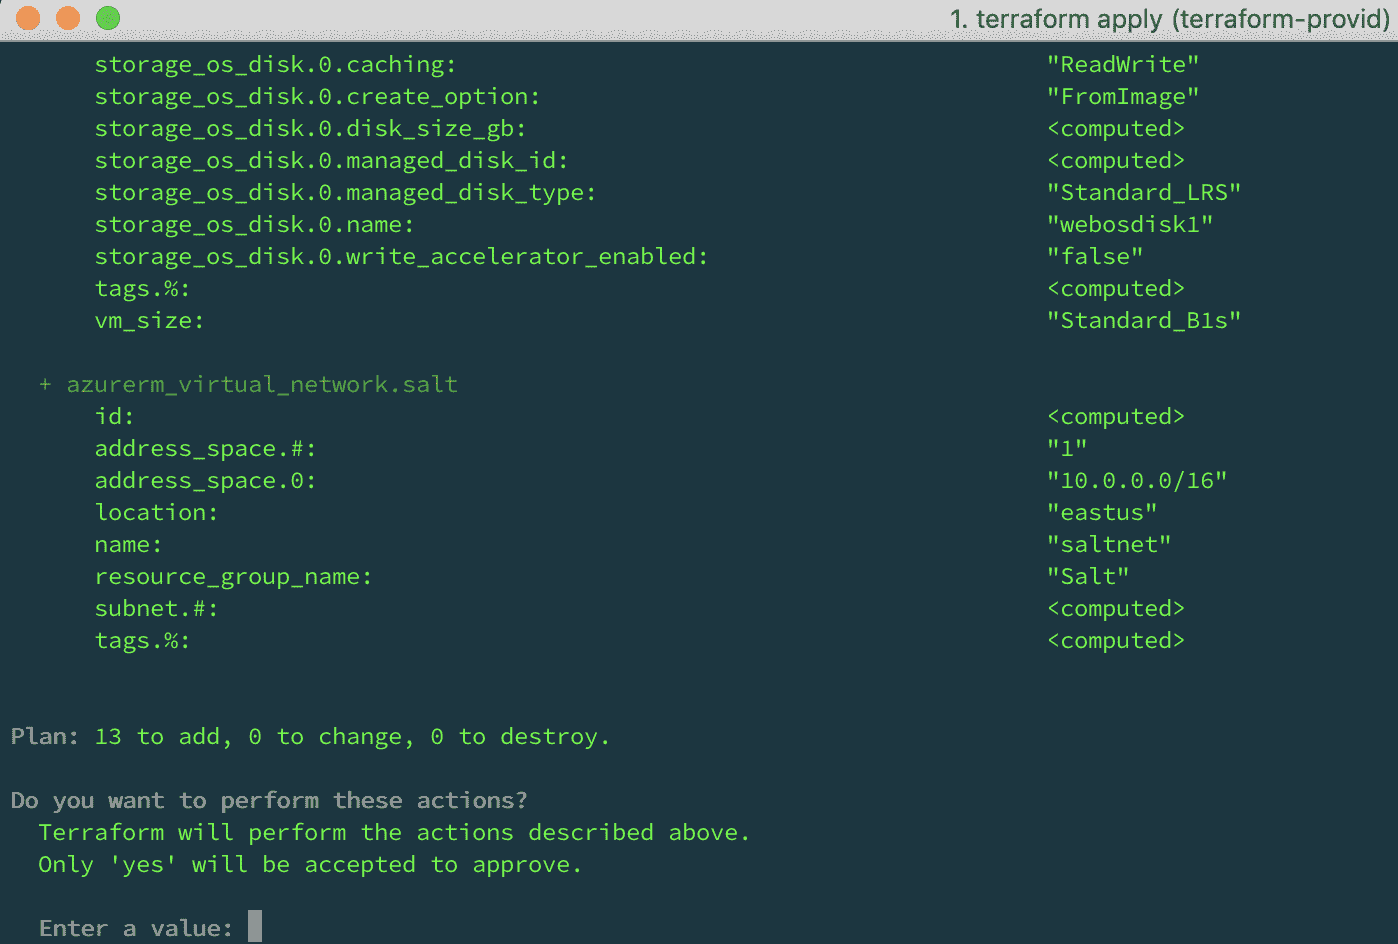 1. terraform apply (terraform-provid)
storage_os_disk.0.caching: "ReadWrite"
storage_os_disk.0.create_option: "FromImage"
storage_os_disk.0.disk_size_gb: <computed>
storage_os_disk.0.managed_disk_id: <computed>
storage_os_disk.0.managed_disk_type: "Standard_LRS"
storage_os_disk.0.name: "webosdisk1"
storage_os_disk.0.write_accelerator_enabled: "false"
tags.%: <computed>
vm_size: "Standard_B1s"
+ azurerm_virtual_network.salt
id: <computed>
address_space.#: "1"
address_space.0: "10.0.0.0/16"
location: "eastus"
name: "saltnet"
resource_group_name: "Salt"
subnet.#: <computed>
tags.%: <computed>
Plan: 13 to add, 0 to change, 0 to destroy.
Do you want to perform these actions?
Terraform will perform the actions described above.
Only 'yes' will be accepted to approve.
Enter a value: